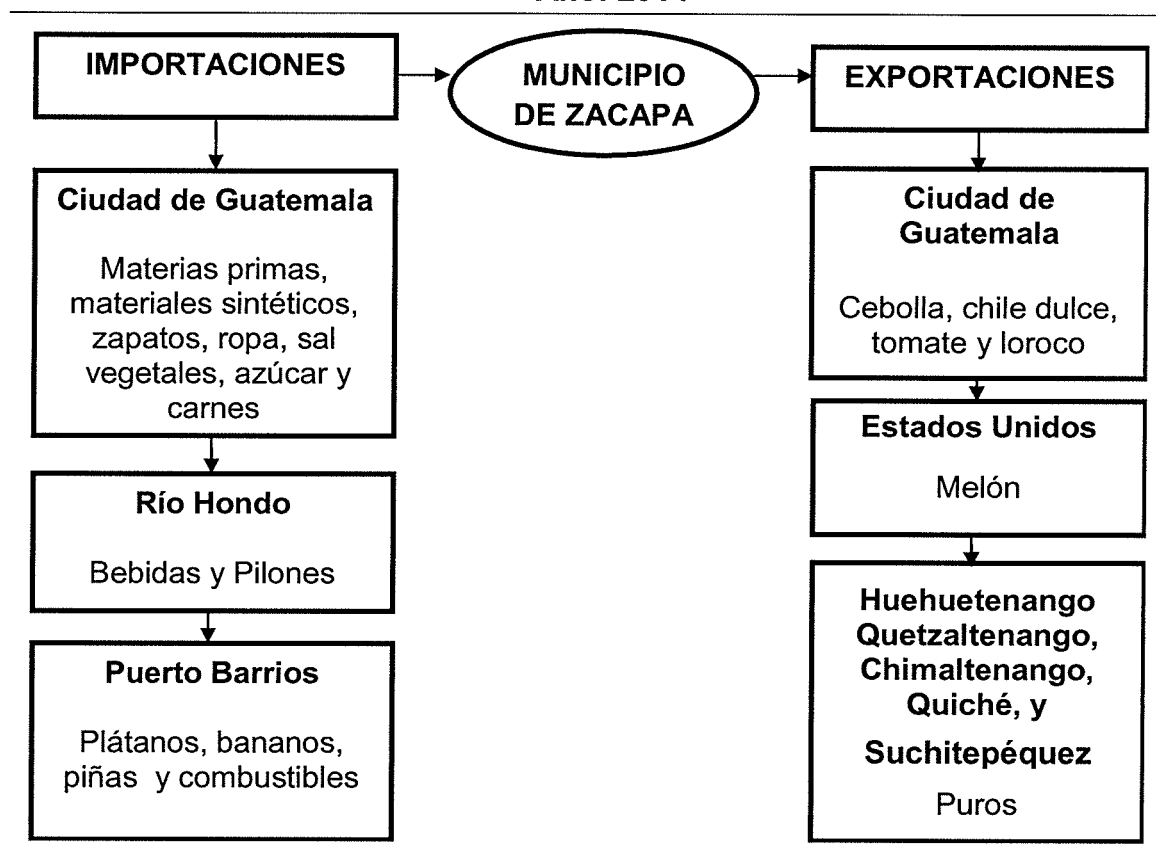 IMPORTACIONES
MUNICIPIO
DE ZACAPA
EXPORTACIONES
Ciudad de Guatemala
Materias primas,
materiales sintéticos,
zapatos, ropa, sal
vegetales, azúcar y
carnes
Río Hondo
Bebidas y Pilones
Puerto Barrios
Plátanos, bananos,
piñas y combustibles
Ciudad de
Guatemala
Cebolla, chile dulce,
tomate y loroco
Estados Unidos
Melón
Huehuetenango
Quetzaltenango,
Chimaltenango,
Quiché, y
Suchitepéquez
Puros